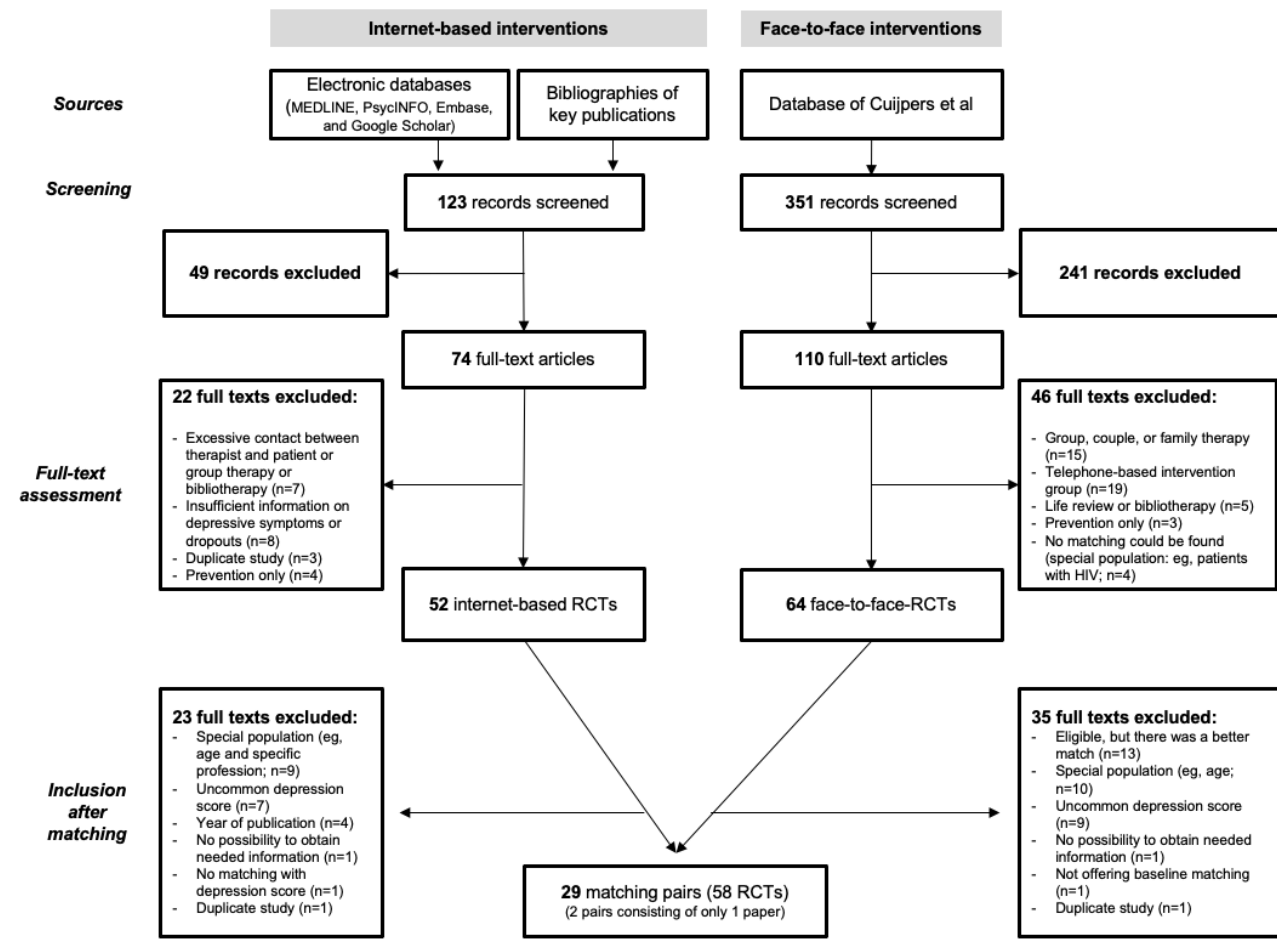 Internet-based interventions
Face-to-face interventions
Sources
Electronic databases
(MEDLINE, PsycINFO, Embase,
and Google Scholar)
Bibliographies of
key publications
Database of Cuijpers et al
Screening
123 records screened
351 records screened
49 records excluded
241 records excluded
74 full-text articles
110 full-text articles
Full-text
assessment
22 full texts excluded:
- Excessive contact between
therapist and patient or
group therapy or
bibliotherapy (n=7)
- Insufficient information on
depressive symptoms or
dropouts (n=8)
- Duplicate study (n=3)
- Prevention only (n=4)
46 full texts excluded:
- Group, couple, or family therapy
(n=15)
- Telephone-based intervention
group (n=19)
- Life review or bibliotherapy (n=5)
- Prevention only (n=3)
- No matching could be found
(special population: eg, patients
with HIV; n=4)
52 internet-based RCTs
64 face-to-face-RCTs
Inclusion
after
matching
23 full texts excluded:
- Special population (eg,
age and specific
profession; n=9)
- Uncommon depression
score (n=7)
- Year of publication (n=4)
- No possibility to obtain
needed information (n=1)
- No matching with
depression score (n=1)
- Duplicate study (n=1)
35 full texts excluded:
- Eligible, but there was a better
match (n=13)
- Special population (eg, age;
n=10)
- Uncommon depression score
(n=9)
- No possibility to obtain needed
information (n=1)
- Not offering baseline matching
(n=1)
- Duplicate study (n=1)
29 matching pairs (58 RCTs)
(2 pairs consisting of only 1 paper)